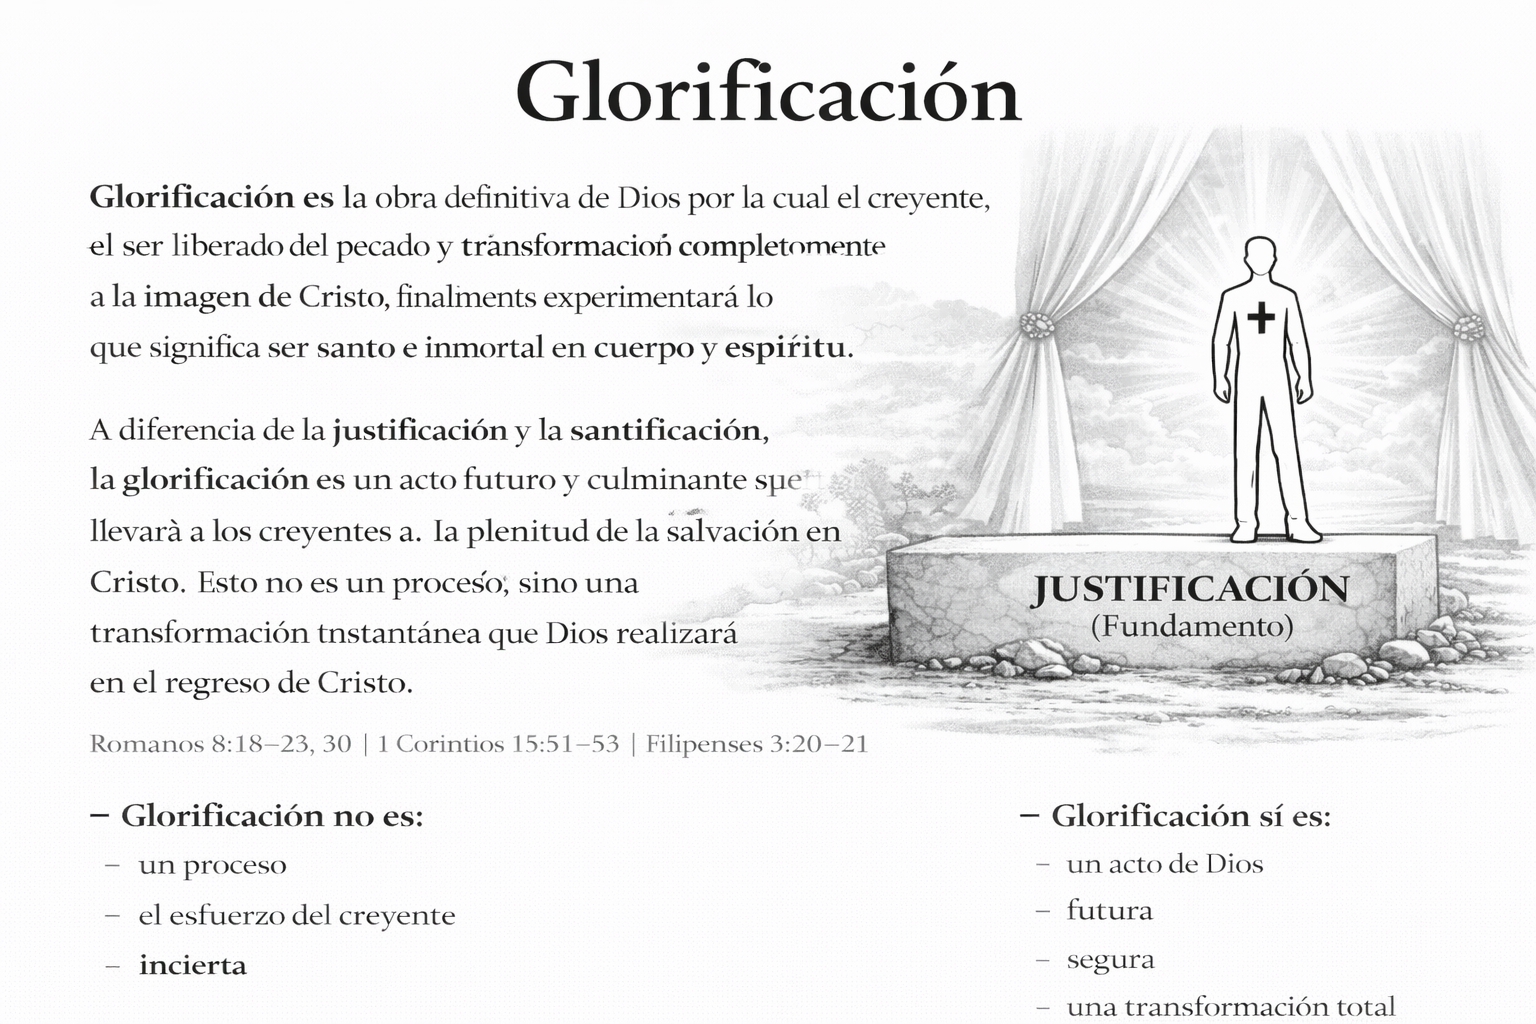 Glorificación
Glorificación es la obra definitiva de Dios por la cual el creyente,
el ser liberado del pecado y transformacioń completomente
a la imagen de Cristo, finalments experimentará lo
que significa ser santo e inmortal en cuerpo y espiŕitu.
A diferencia de la justificación y la santificación,
la glorificación es un acto futuro y culminante
llevarà a los creyentes a. Ia plenitud de la salvación en
Cristo. Esto no es un proceśo, sino una
transformación tnstantánea que Dios realizará
en el regreso de Cristo.
Romanos 8:18–23, 30 | 1 Corintios 15:51–53 | Filipenses 3:20–21
JUSTIFICACIÓN
(Fundamento)
– Glorificación no es:
– un proceso
– el esfuerzo del creyente
– incierta
– Glorificación sí es:
– un acto de Dios
– futura
– segura
– una transformación total